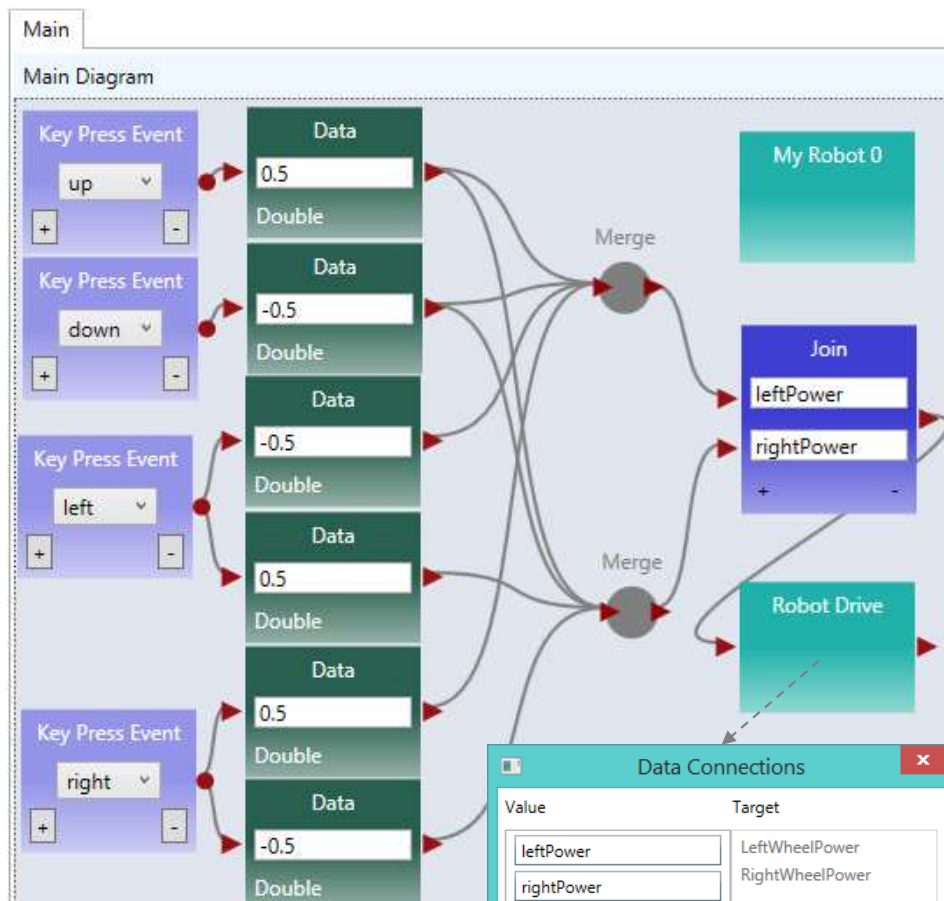 Main
Main Diagram
Key Press Event
up
+ -
Data
0.5
Double
Key Press Event
down
+ -
Data
-0.5
Double
Key Press Event
left
+ -
Data
-0.5
Double
Data
0.5
Double
Key Press Event
right
+ -
Data
0.5
Double
Data
-0.5
Double
Merge
Merge
My Robot 0
Join
leftPower
rightPower
+ -
Robot Drive
Data Connections
Value Target
leftPower LeftWheelPower
rightPower RightWheelPower